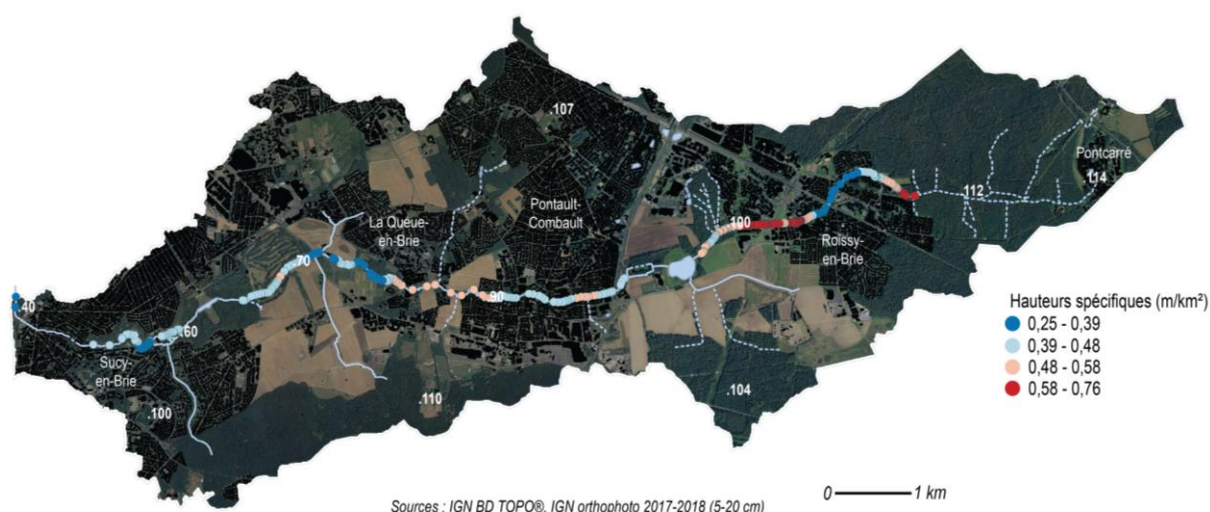 .107
Pontcarré
114
112
La Queue-
en-Brie
Pontault-
Combault
100
Roissy-
en-Brie
70
90
.40
60
Sucy-
en-Brie
.100
.110
.104
Hauteurs spécifiques (m/km²)
0,25 - 0,39
0,39 - 0,48
0,48 - 0,58
0,58 - 0,76
0 1 km
Sources : IGN BD TOPO®, IGN orthophoto 2017-2018 (5-20 cm)